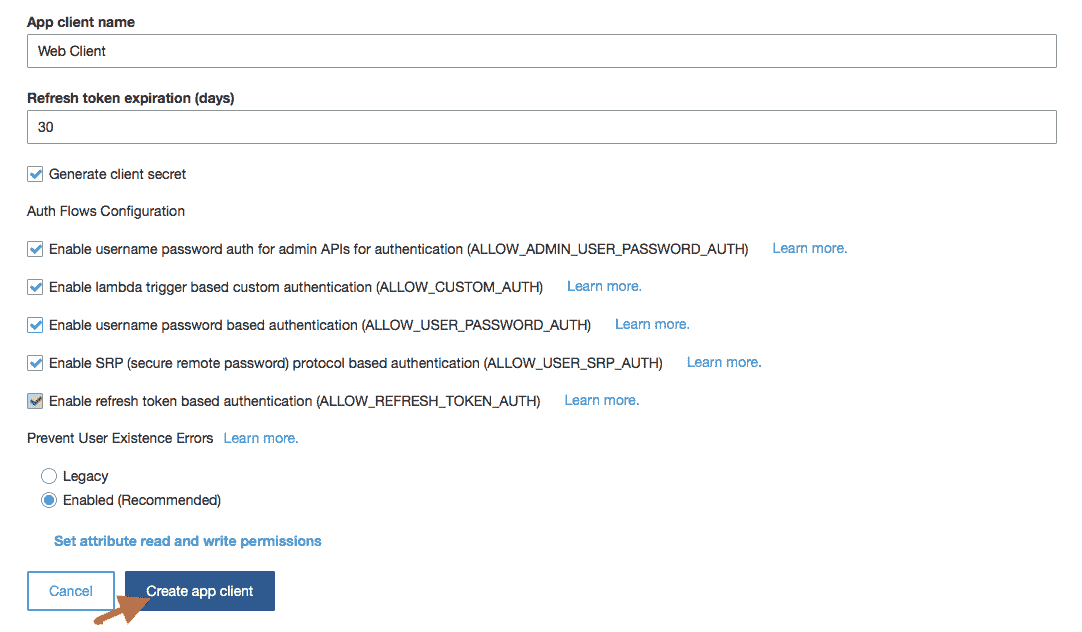 App client name
Web Client
Refresh token expiration (days)
30
Generate client secret
Auth Flows Configuration
Enable username password auth for admin APIs for authentication (ALLOW_ADMIN_USER_PASSWORD_AUTH) Learn more.
Enable lambda trigger based custom authentication (ALLOW_CUSTOM_AUTH) Learn more.
Enable username password based authentication (ALLOW_USER_PASSWORD_AUTH) Learn more.
Enable SRP (secure remote password) protocol based authentication (ALLOW_USER_SRP_AUTH) Learn more.
Enable refresh token based authentication (ALLOW_REFRESH_TOKEN_AUTH) Learn more.
Prevent User Existence Errors Learn more.
Legacy
Enabled (Recommended)
Set attribute read and write permissions
Cancel Create app client